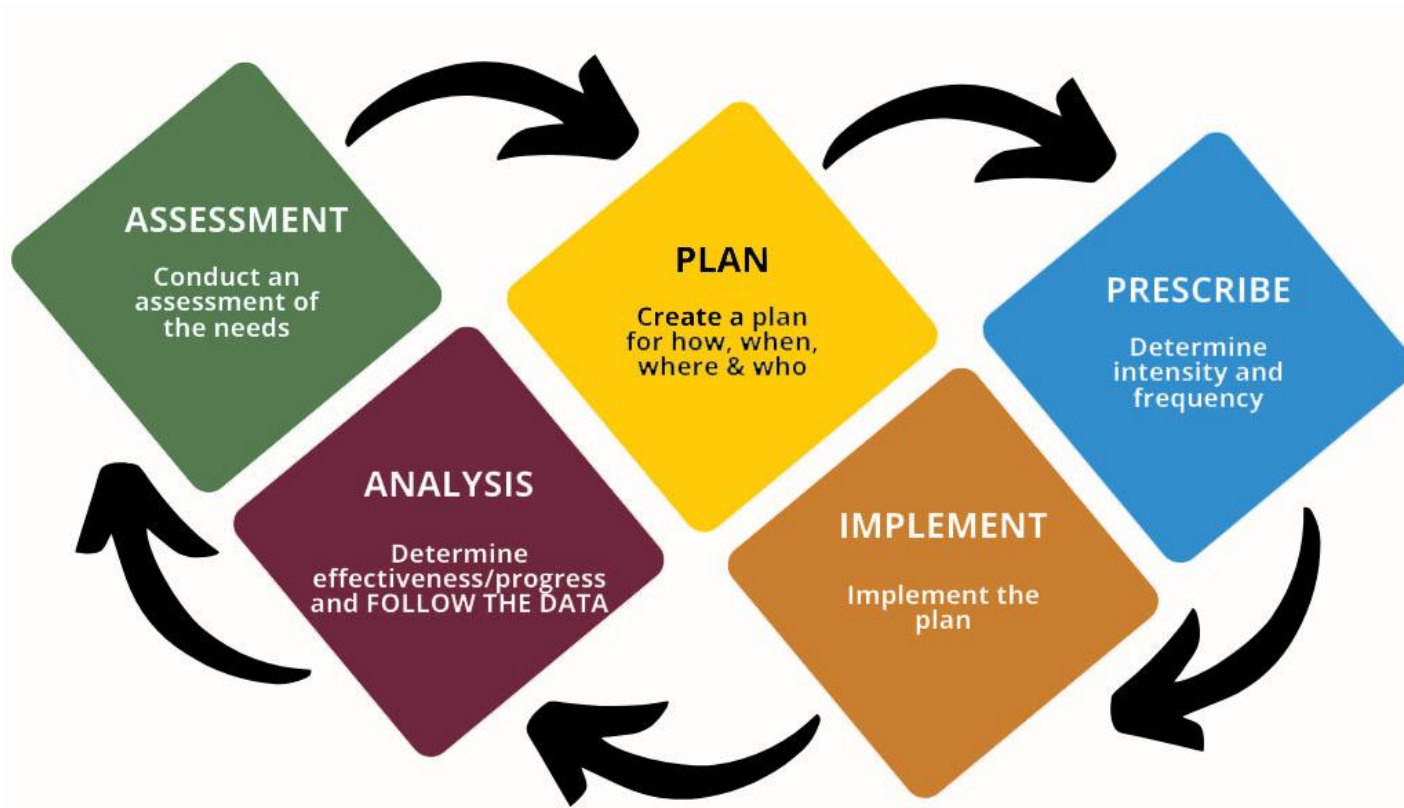 ASSESSMENT
Conduct an
assessment of
the needs
PLAN
Create a plan
for how, when,
where & who
PRESCRIBE
Determine
intensity and
frequency
IMPLEMENT
Implement the
plan
ANALYSIS
Determine
effectiveness/progress
and FOLLOW THE DATA